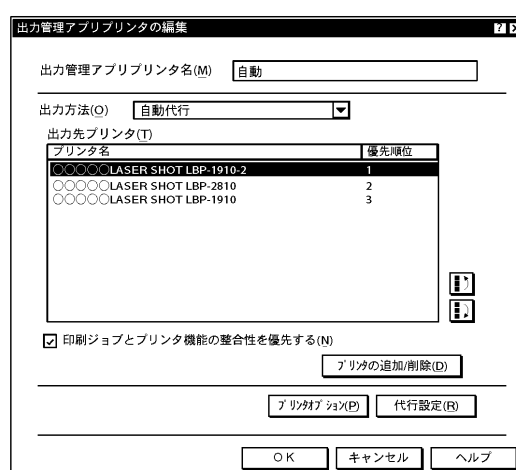 出力管理アプリプリンタの編集
出力管理アプリプリンタ名(M) 自動
出力方法(O) 自動代行
出力先プリンタ(T)
プリンタ名 優先順位
○○○○○LASER SHOT LBP-1910-2 1
○○○○○LASER SHOT LBP-2810 2
○○○○○LASER SHOT LBP-1910 3
印刷ジョブとプリンタ機能の整合性を優先する(N)
プリンタの追加/削除(D)
プリンタオプション(P) 代行設定(R)
OK キャンセル ヘルプ